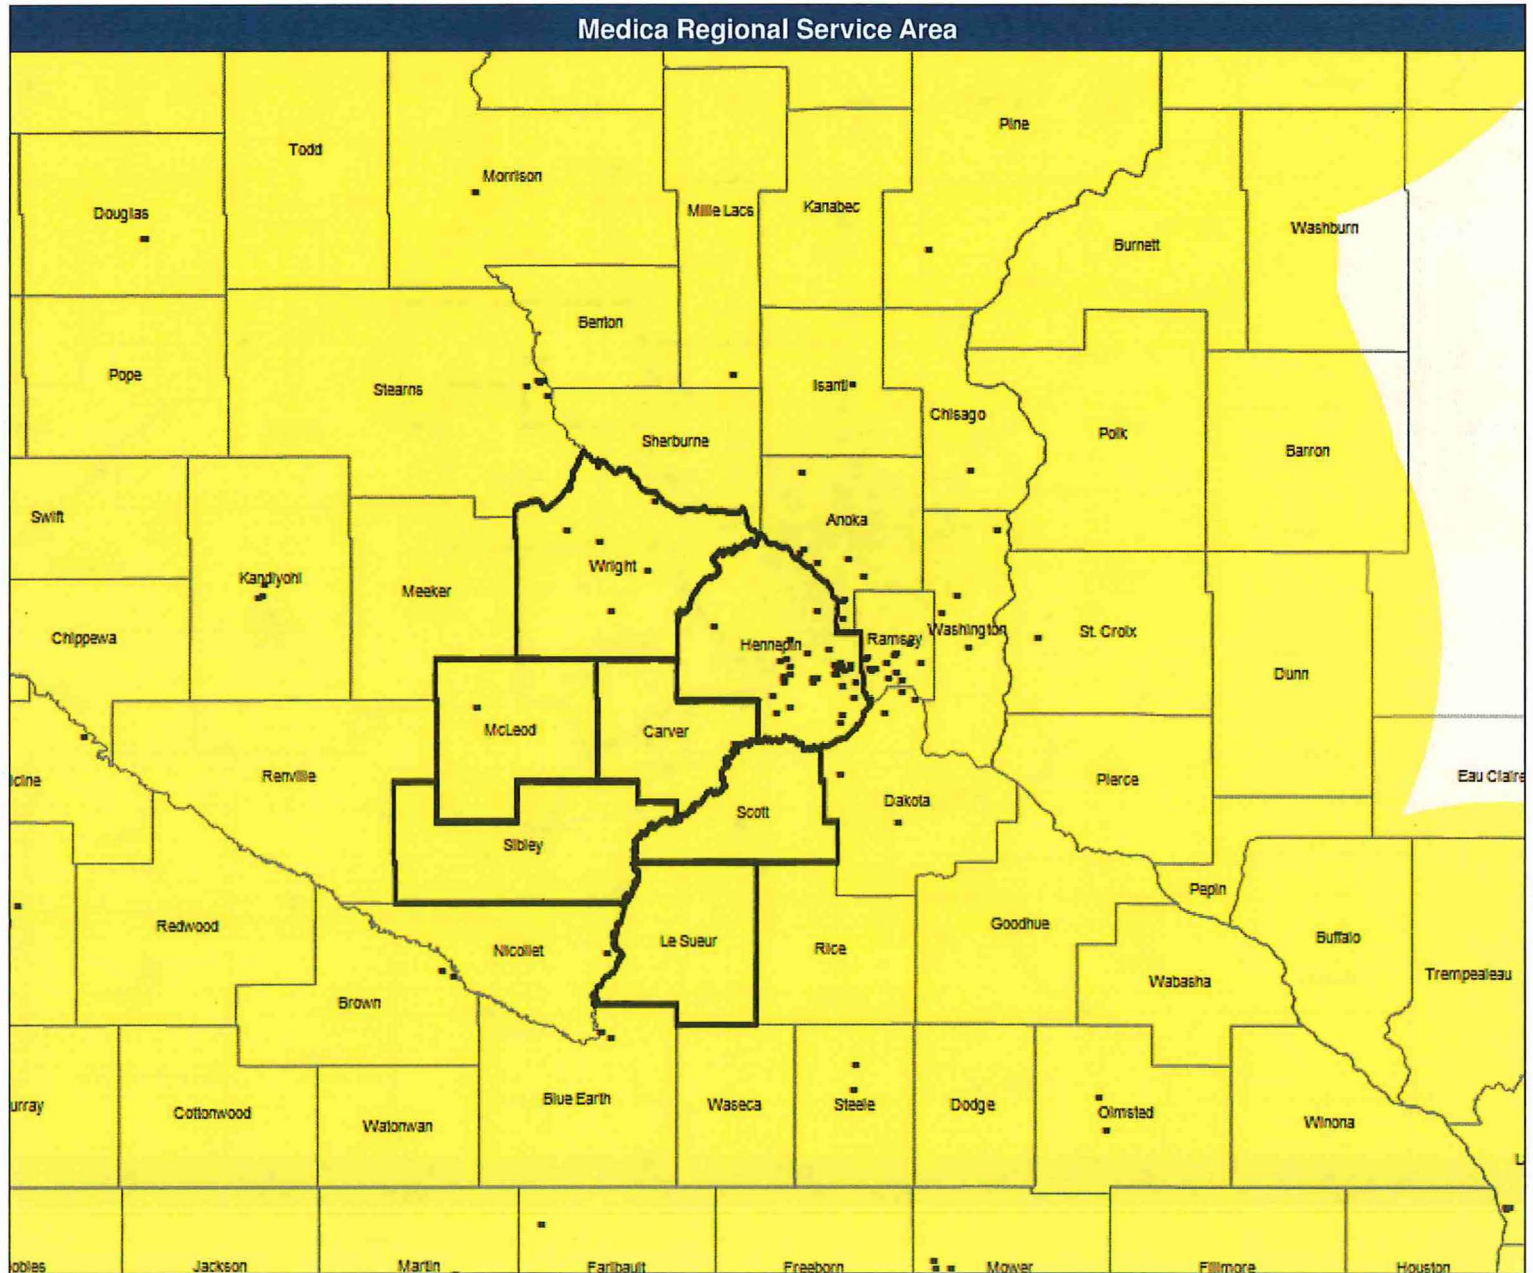 Medica Regional Service Area
Pine
Todd
Morrison
Mille Lacs
Kanabec
Douglas
Washburn
Burnett
Benton
Pope
Stearns
Isanti
Chisago
Polk
Sherburne
Barron
Swift
Anoka
Wright
Kandiyohi
Meeker
Chippewa
Hennepin
Ramsey
Washington
St. Croix
Dunn
McLeod
Carver
icine
Renville
Pierce
Eau Claire
Dakota
Scott
Sibley
Pepin
Redwood
Nicollet
Le Sueur
Rice
Goodhue
Buffalo
Trempealeau
Wabasha
Brown
urray
Cottonwood
Watonwan
Blue Earth
Waseca
Steele
Dodge
Olmsted
Winona
L
obles
Jackson
Martin
Faribault
Freeborn
Mower
Fillmore
Houston